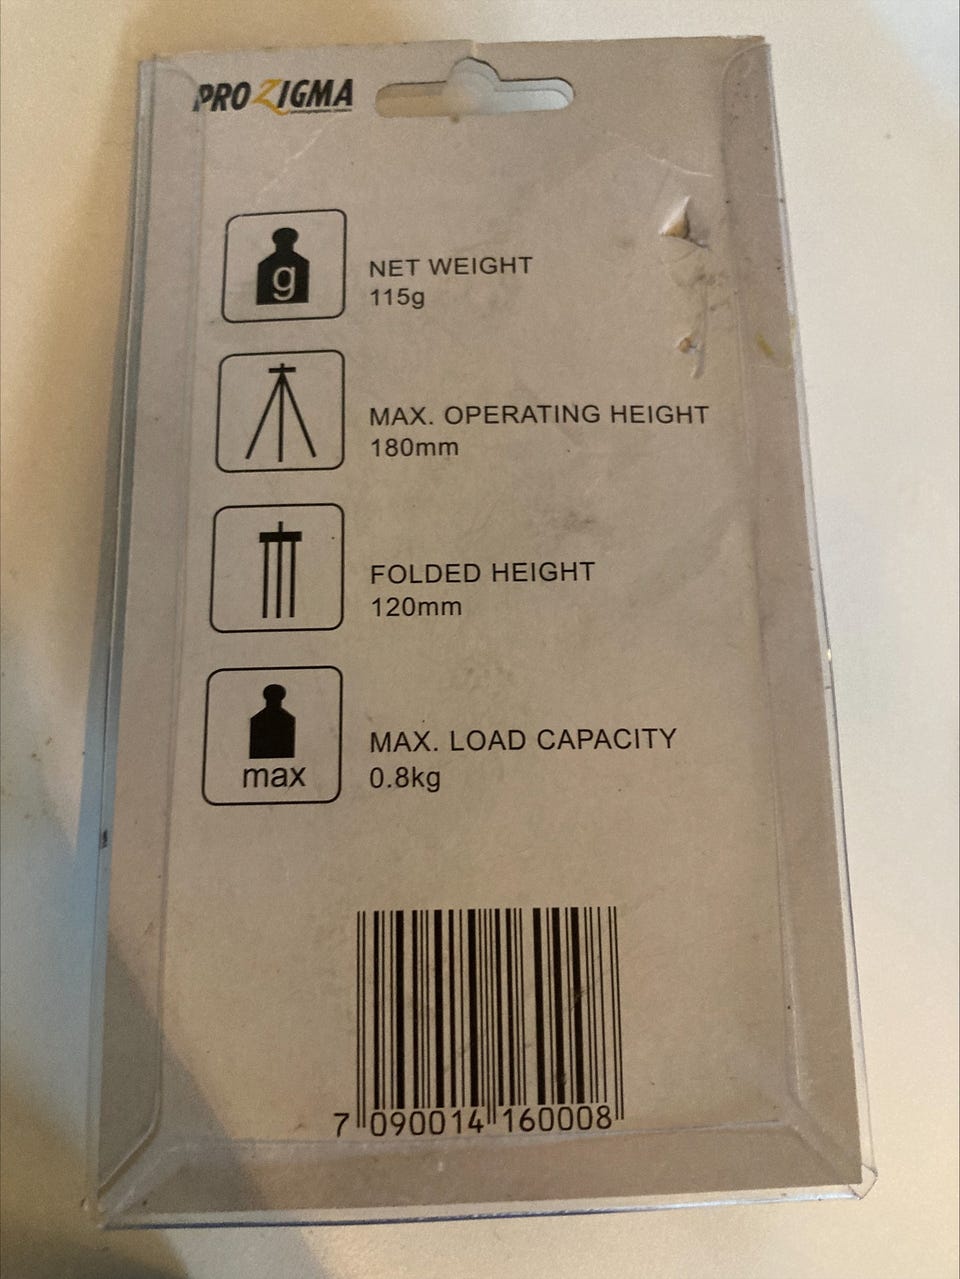 PROZIGMA
g
NET WEIGHT
115g
MAX. OPERATING HEIGHT
180mm
FOLDED HEIGHT
120mm
max
MAX. LOAD CAPACITY
0.8kg
7 090014 160008